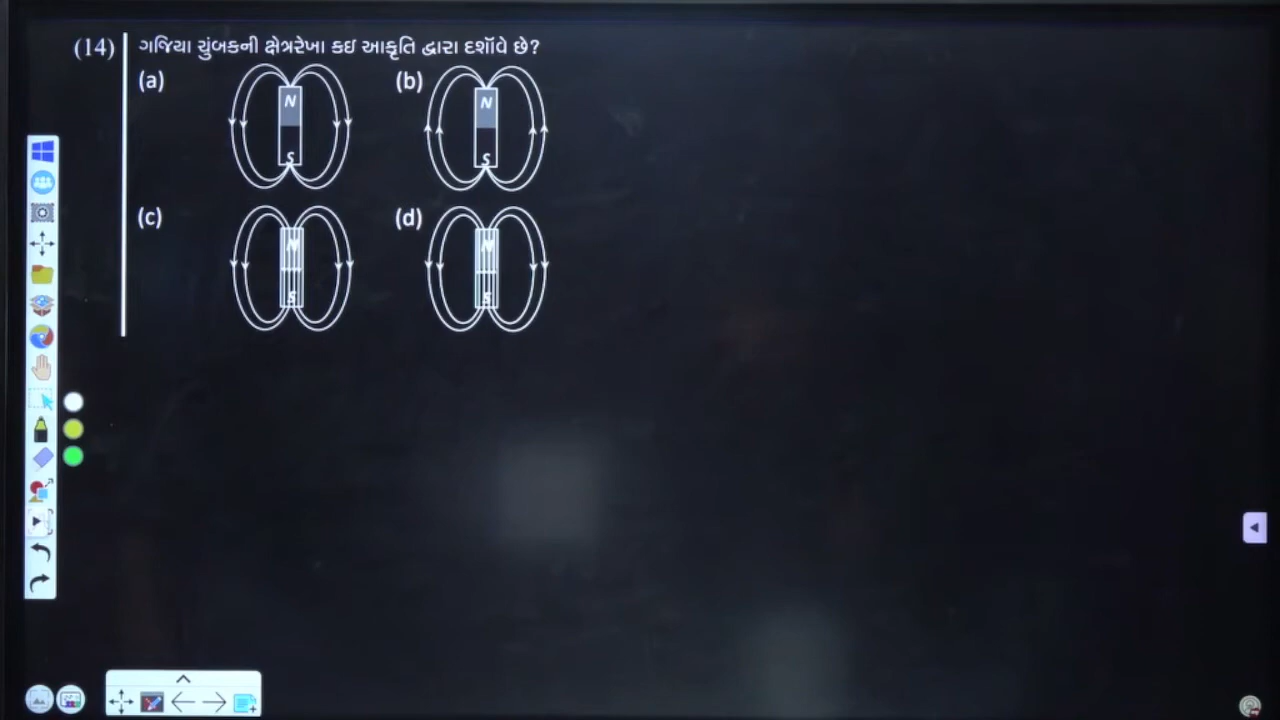 (14) ગજિયા ચુંબકની ક્ષેત્રરેખા કઇ આકૃતિ દ્વારા દર્શાવે છે?
(a) (b)
N N
S S
(c) (d)
N N
S S